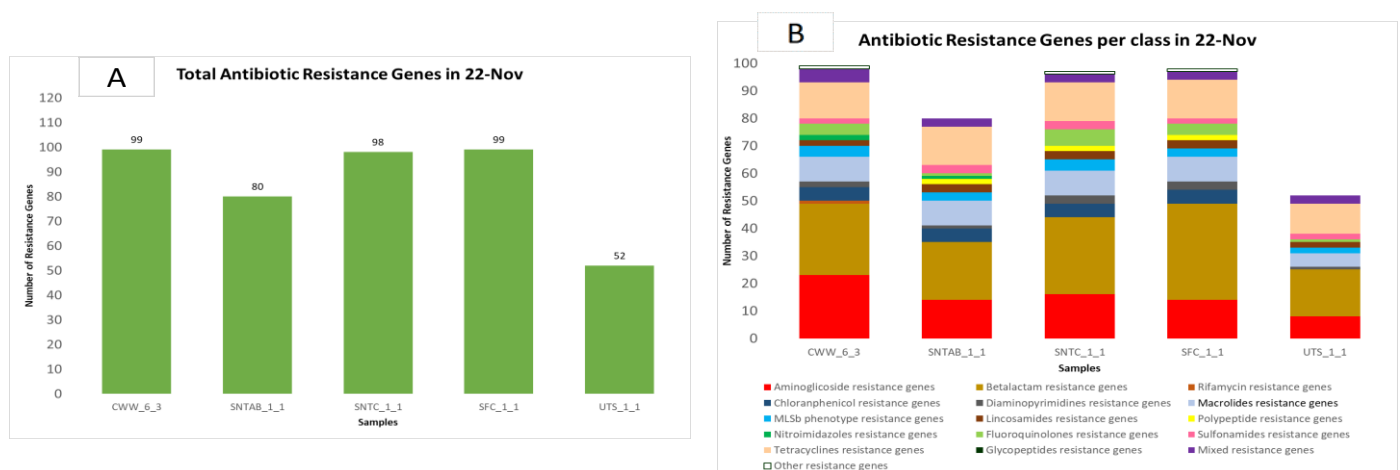 A
Total Antibiotic Resistance Genes in 22-Nov
Number of Resistance Genes
120
110
100
90
80
70
60
50
40
30
20
10
0
99
80
98
99
52
CWW_6_3 SNTAB_1_1 SNTC_1_1 SFC_1_1 UTS_1_1
Samples
B
Antibiotic Resistance Genes per class in 22-Nov
Number of Resistance Genes
100
90
80
70
60
50
40
30
20
10
0
CWW_6_3 SNTAB_1_1 SNTC_1_1 SFC_1_1 UTS_1_1
Samples
Aminoglicoside resistance genes Betalactam resistance genes Rifamycin resistance genes
Chloranphenicol resistance genes Diaminopyrimidines resistance genes Macrolides resistance genes
MLSb phenotype resistance genes Lincosamides resistance genes Polypeptide resistance genes
Nitroimidazoles resistance genes Fluoroquinolones resistance genes Sulfonamides resistance genes
Tetracyclines resistance genes Glycopeptides resistance genes Mixed resistance genes
Other resistance genes